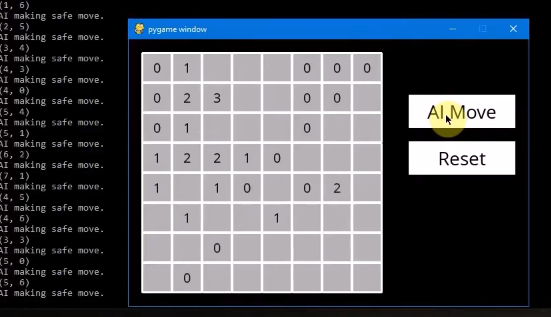 (1, 6)
AI making safe move.
(2, 5)
AI making safe move.
(3, 4)
AI making safe move.
(4, 3)
AI making safe move.
(4, 0)
AI making safe move.
(5, 4)
AI making safe move.
(5, 1)
AI making safe move.
(6, 2)
AI making safe move.
(7, 1)
AI making safe move.
(4, 5)
AI making safe move.
(4, 6)
AI making safe move.
(3, 3)
AI making safe move.
(5, 0)
AI making safe move.
(5, 6)
AI making safe move.
pygame window
0 1 0 0 0
0 2 3 0 0
0 1 0
1 2 2 1 0
1 1 0 0 2
1 1
0
0
AI Move
Reset